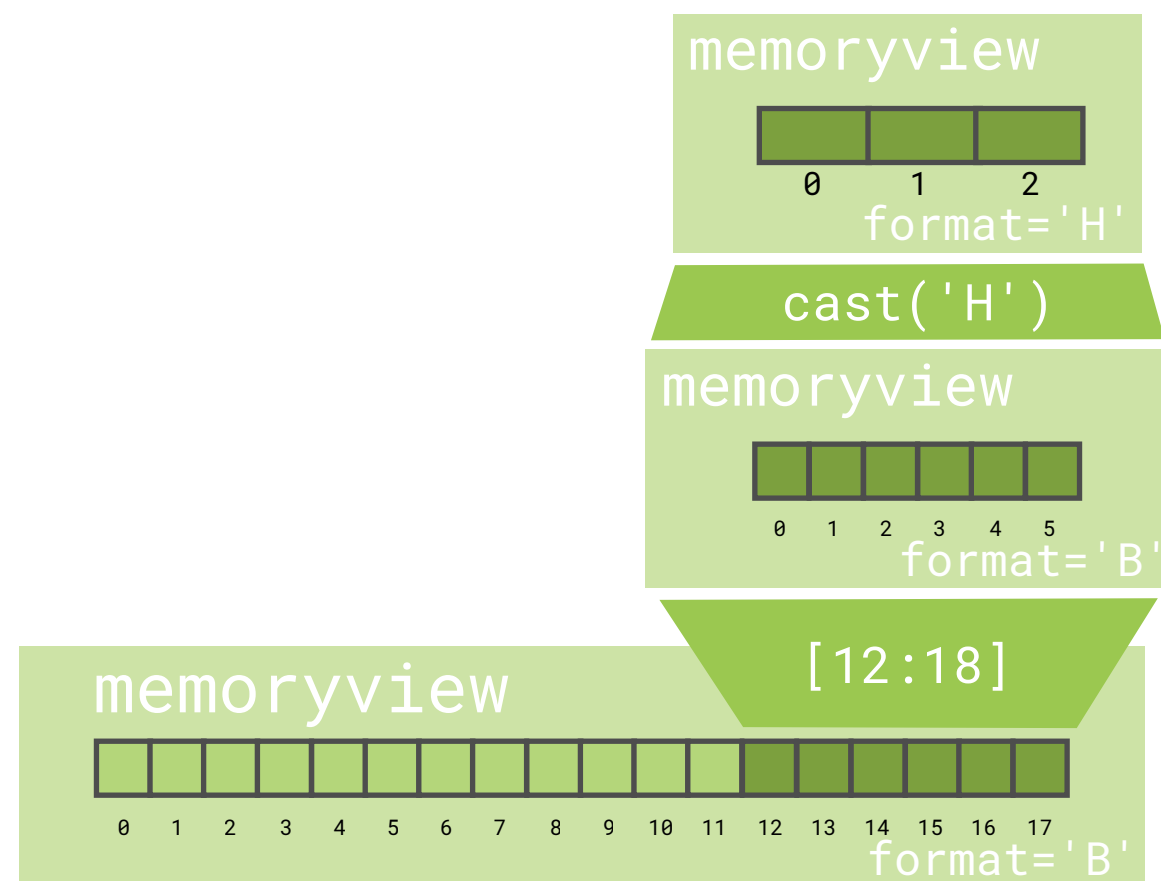 memoryview
0 1 2
format='H'
cast('H')
memoryview
0 1 2 3 4 5
format='B'
[12:18]
memoryview
0 1 2 3 4 5 6 7 8 9 10 11 12 13 14 15 16 17
format='B'